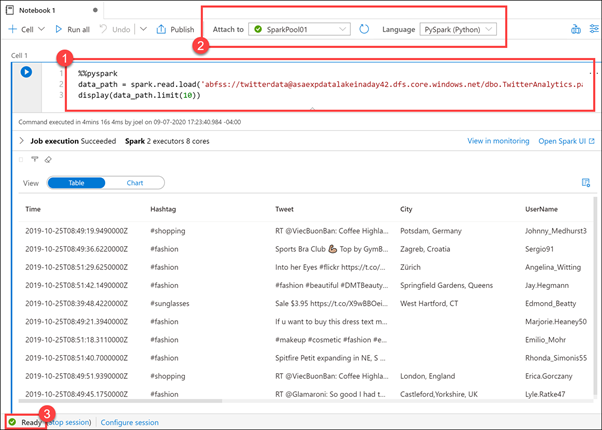 Notebook 1
+ Cell Run all Undo Publish Attach to SparkPool01 Language PySpark (Python)
2
Cell 1
1
1 %%pyspark
2 data_path = spark.read.load('abfss://twitterdata@asaexpdatalakeinaday42.dfs.core.windows.net/dbo.TwitterAnalytics.pa
3 display(data_path.limit(10))
Command executed in 4mins 16s 4ms by joel on 09-07-2020 17:23:40.984 -04:00
Job execution Succeeded Spark 2 executors 8 cores View in monitoring Open Spark UI
View Table Chart
Time Hashtag Tweet City UserName
2019-10-25T08:49:19.9490000Z #shopping RT @ViecBuonBan: Coffee Highla... Potsdam, Germany Johnny_Medhurst3
2019-10-25T08:49:36.6220000Z #fashion Sports Bra Club 💪🏽 Top by GymB... Zagreb, Croatia Sergio91
2019-10-25T08:51:29.6250000Z #fashion Into her Eyes #flickr https://t.co/... Zürich Angelina_Witting
2019-10-25T08:51:42.1490000Z #fashion #fashion #beautiful #DMTBeauty... Springfield Gardens, Queens Jay.Hegmann
2019-10-25T08:39:48.4220000Z #sunglasses Sale $3.95 https://t.co/X9wBBOei... West Hartford, CT Edmond_Beatty
2019-10-25T08:49:21.3940000Z #fashion If u want to buy this dress text m... Marjorie.Heaney50
2019-10-25T08:51:18.3110000Z #fashion #makeup #cosmetic #fashion #e... Emilio_Mohr
2019-10-25T08:51:40.7000000Z #fashion Spitfire Petit expanding in NE, S ... Rhonda_Simonis55
2019-10-25T08:49:51.9390000Z #shopping RT @ViecBuonBan: Coffee Highla... London, England Erica.Gorczany
2019-10-25T08:49:45.1750000Z #fashion RT @Glamaroni: So good I had t... Castleford,Yorkshire, UK Lyle.Ratke47
3
Ready (Stop session) Configure session